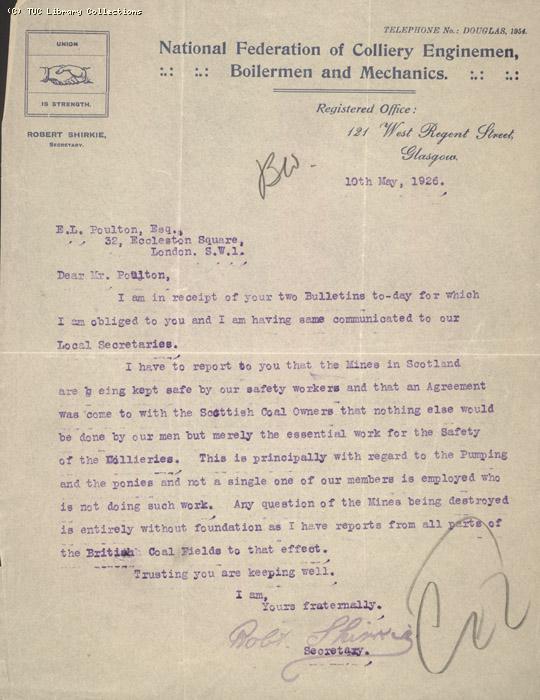 (C) TUC Library Collections
TELEPHONE No.: DOUGLAS, 1954.
UNION
IS STRENGTH.
National Federation of Colliery Enginemen,
:.: :.: Boilermen and Mechanics. :.: :.:
ROBERT SHIRKIE,
SECRETARY.
Registered Office:
121 West Regent Street,
Glasgow.
10th May, 1926.
E.L. Poulton, Esq.,
32, Eccleston Square,
London. S.W.1.
Dear Mr. Poulton,
I am in receipt of your two Bulletins to-day for which
I am obliged to you and I am having same communicated to our
Local Secretaries.
I have to report to you that the Mines in Scotland
are being kept safe by our safety workers and that an Agreement
was come to with the Scottish Coal Owners that nothing else would
be done by our men but merely the essential work for the Safety
of the Collieries. This is principally with regard to the Pumping
and the ponies and not a single one of our members is employed who
is not doing such work. Any question of the Mines being destroyed
is entirely without foundation as I have reports from all parts of
the British Coal Fields to that effect.
Trusting you are keeping well.
I am,
Yours fraternally.
Robt. Shirkie
Secretary.